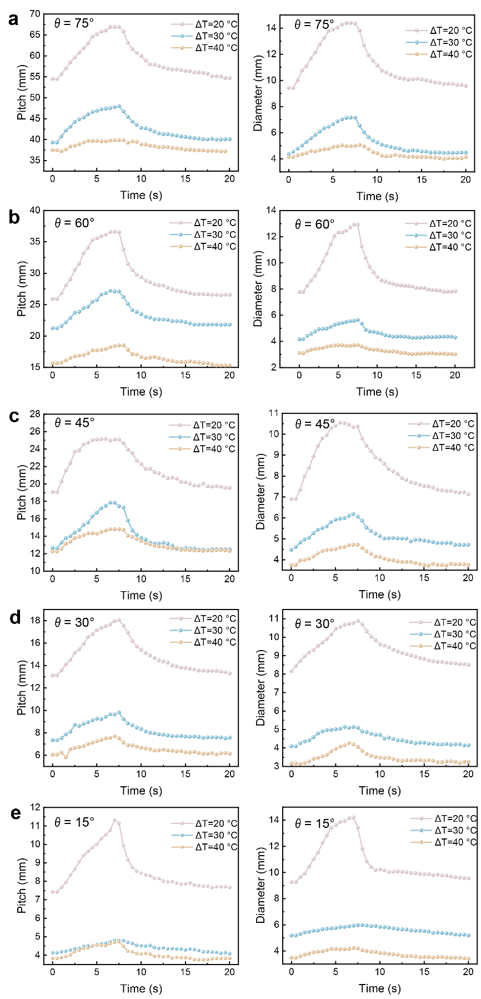 a
θ = 75°
ΔT=20 °C
ΔT=30 °C
ΔT=40 °C
70
65
60
55
50
45
40
35
Pitch (mm)
0 5 10 15 20
Time (s)
θ = 75°
ΔT=20 °C
ΔT=30 °C
ΔT=40 °C
14
12
10
8
6
4
Diameter (mm)
0 5 10 15 20
Time (s)
b
θ = 60°
ΔT=20 °C
ΔT=30 °C
ΔT=40 °C
40
35
30
25
20
15
Pitch (mm)
0 5 10 15 20
Time (s)
θ = 60°
ΔT=20 °C
ΔT=30 °C
ΔT=40 °C
14
12
10
8
6
4
2
Diameter (mm)
0 5 10 15 20
Time (s)
c
θ = 45°
ΔT=20 °C
ΔT=30 °C
ΔT=40 °C
28
26
24
22
20
18
16
14
12
10
Pitch (mm)
0 5 10 15 20
Time (s)
θ = 45°
ΔT=20 °C
ΔT=30 °C
ΔT=40 °C
11
10
9
8
7
6
5
4
Diameter (mm)
0 5 10 15 20
Time (s)
d
θ = 30°
ΔT=20 °C
ΔT=30 °C
ΔT=40 °C
18
16
14
12
10
8
6
Pitch (mm)
0 5 10 15 20
Time (s)
θ = 30°
ΔT=20 °C
ΔT=30 °C
ΔT=40 °C
11
10
9
8
7
6
5
4
3
Diameter (mm)
0 5 10 15 20
Time (s)
e
θ = 15°
ΔT=20 °C
ΔT=30 °C
ΔT=40 °C
12
11
10
9
8
7
6
5
4
Pitch (mm)
0 5 10 15 20
Time (s)
θ = 15°
ΔT=20 °C
ΔT=30 °C
ΔT=40 °C
14
12
10
8
6
4
Diameter (mm)
0 5 10 15 20
Time (s)